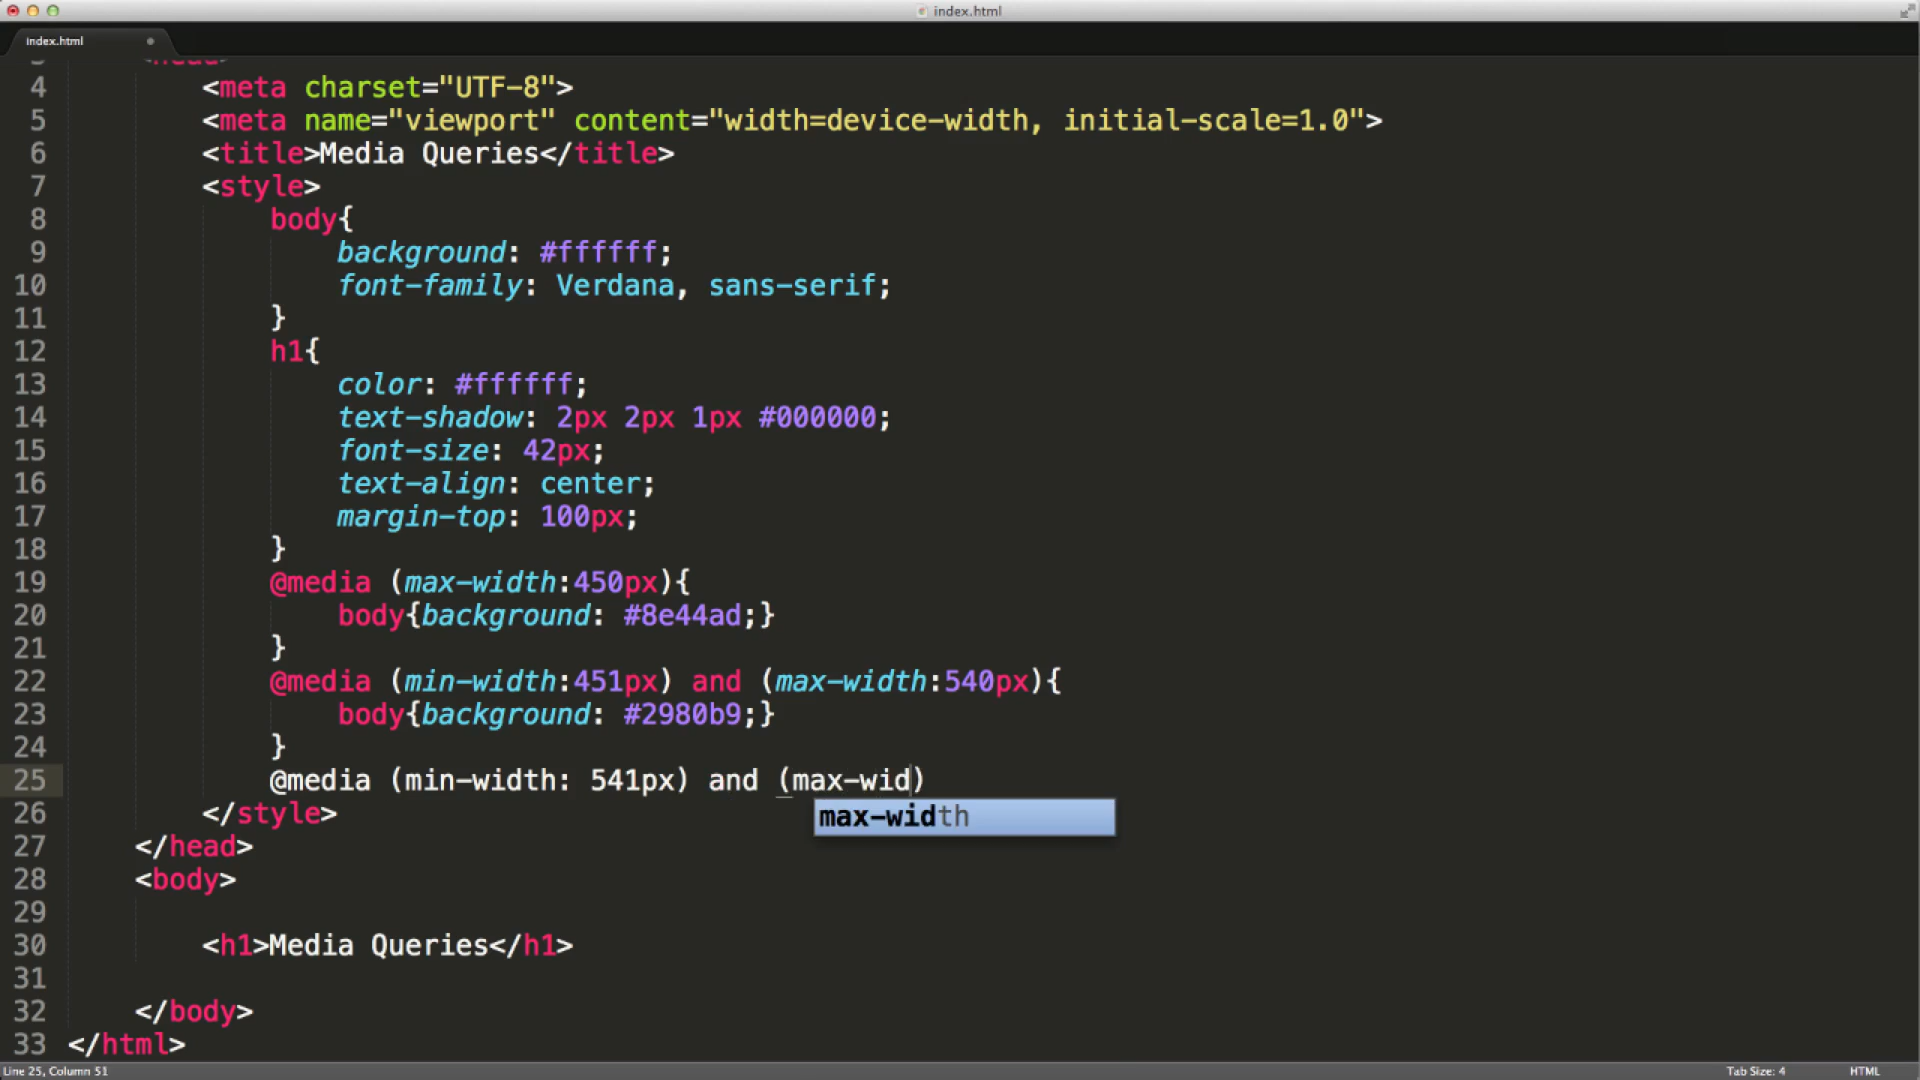 index.html
index.html
3 <head>
4 <meta charset="UTF-8">
5 <meta name="viewport" content="width=device-width, initial-scale=1.0">
6 <title>Media Queries</title>
7 <style>
8 body{
9 background: #ffffff;
10 font-family: Verdana, sans-serif;
11 }
12 h1{
13 color: #ffffff;
14 text-shadow: 2px 2px 1px #000000;
15 font-size: 42px;
16 text-align: center;
17 margin-top: 100px;
18 }
19 @media (max-width:450px){
20 body{background: #8e44ad;}
21 }
22 @media (min-width:451px) and (max-width:540px){
23 body{background: #2980b9;}
24 }
25 @media (min-width: 541px) and (max-wid)
max-width
26 </style>
27 </head>
28 <body>
29
30 <h1>Media Queries</h1>
31
32 </body>
33 </html>
Line 25, Column 51 Tab Size: 4 HTML